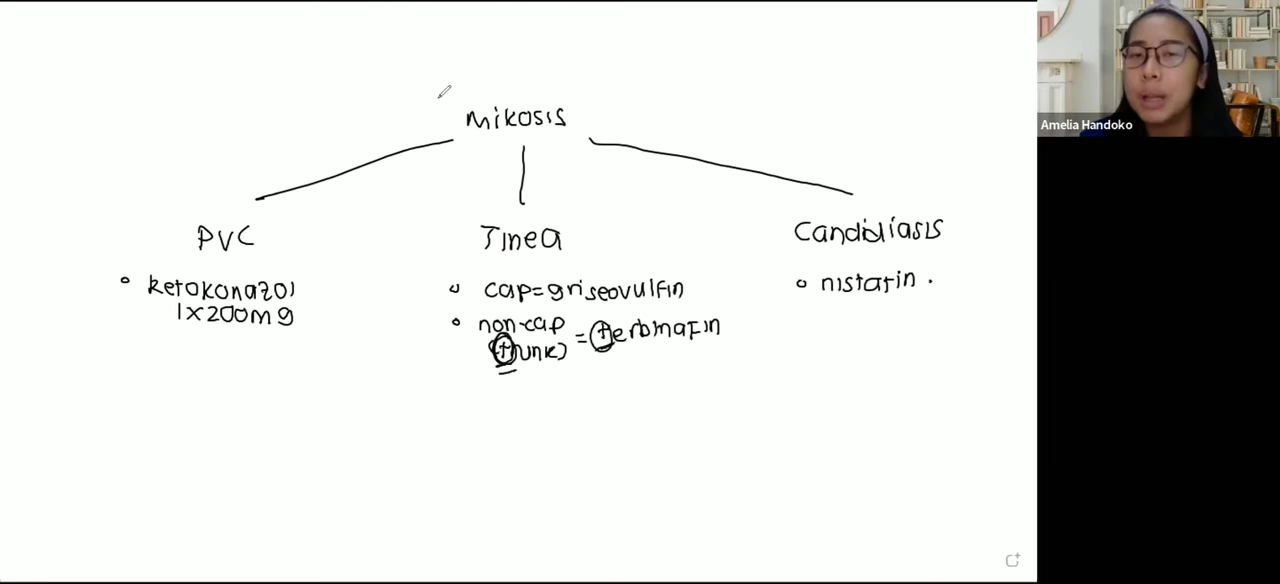 Mikosis
PVC
Tinea
Candidiasis
ketokonazol
1x200mg
cap=griseovulfin
non-cap
(trunk) = terbinafin
nistatin.
Amelia Handoko